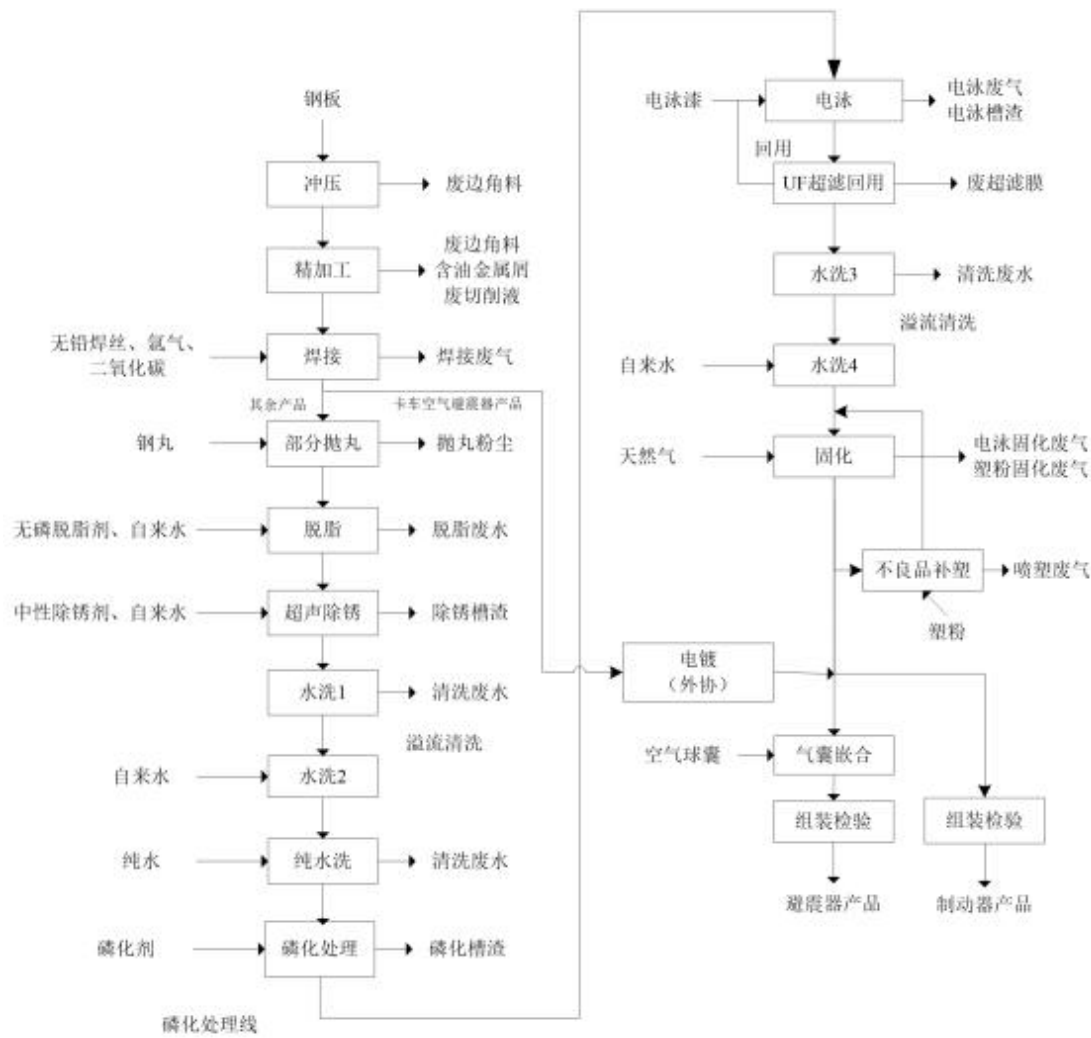 钢板
冲压
废边角料
精加工
废边角料
含油金属屑
废切削液
无铅焊丝、氩气、
二氧化碳
焊接
焊接废气
其余产品
卡车空气避震器产品
钢丸
部分抛丸
抛丸粉尘
无磷脱脂剂、自来水
脱脂
脱脂废水
中性除锈剂、自来水
超声除锈
除锈槽渣
水洗1
清洗废水
溢流清洗
自来水
水洗2
纯水
纯水洗
清洗废水
磷化剂
磷化处理
磷化槽渣
磷化处理线
电泳漆
电泳
电泳废气
电泳槽渣
回用
UF超滤回用
废超滤膜
水洗3
清洗废水
溢流清洗
自来水
水洗4
天然气
固化
电泳固化废气
塑粉固化废气
不良品补塑
喷塑废气
塑粉
电镀
（外协）
空气球囊
气囊嵌合
组装检验
组装检验
避震器产品
制动器产品